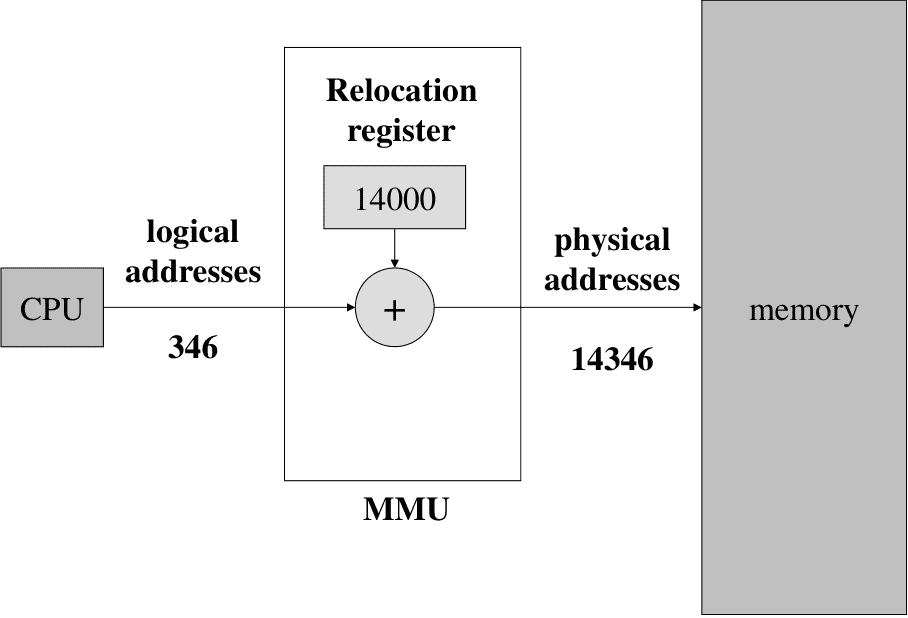 Relocation
register
14000
logical
addresses
physical
addresses
CPU
+
memory
346
14346
MMU